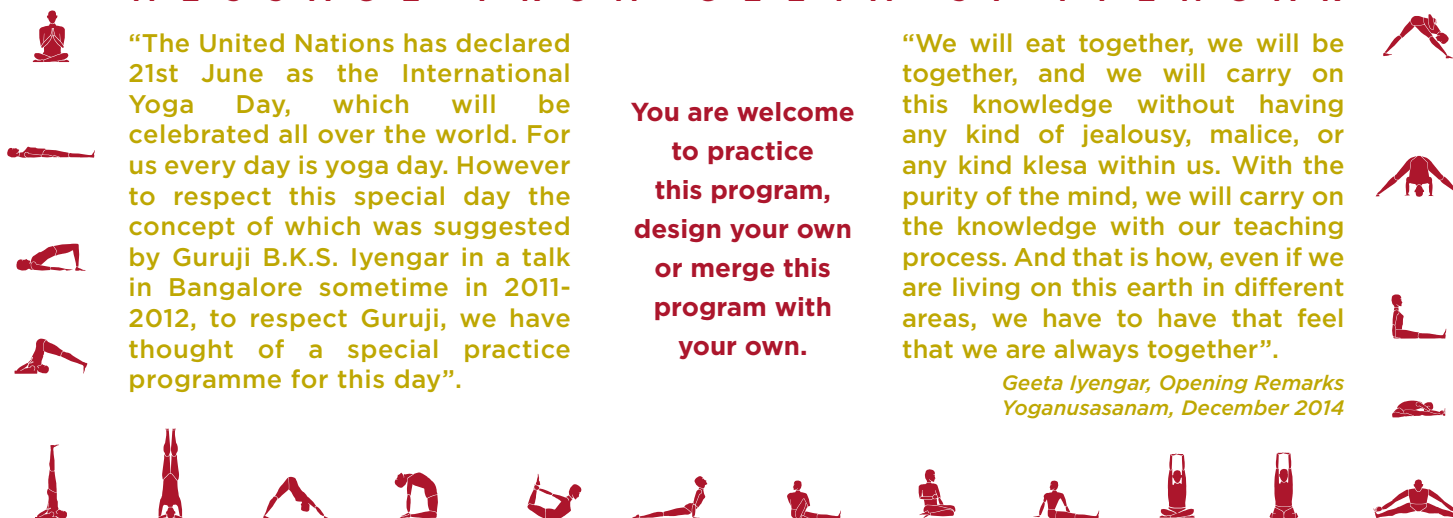 “The United Nations has declared
21st June as the International
Yoga Day, which will be
celebrated all over the world. For
us every day is yoga day. However
to respect this special day the
concept of which was suggested
by Guruji B.K.S. Iyengar in a talk
in Bangalore sometime in 2011-
2012, to respect Guruji, we have
thought of a special practice
programme for this day”.
You are welcome
to practice
this program,
design your own
or merge this
program with
your own.
“We will eat together, we will be
together, and we will carry on
this knowledge without having
any kind of jealousy, malice, or
any kind klesa within us. With the
purity of the mind, we will carry on
the knowledge with our teaching
process. And that is how, even if we
are living on this earth in different
areas, we have to have that feel
that we are always together”.
Geeta Iyengar, Opening Remarks
Yoganusasanam, December 2014